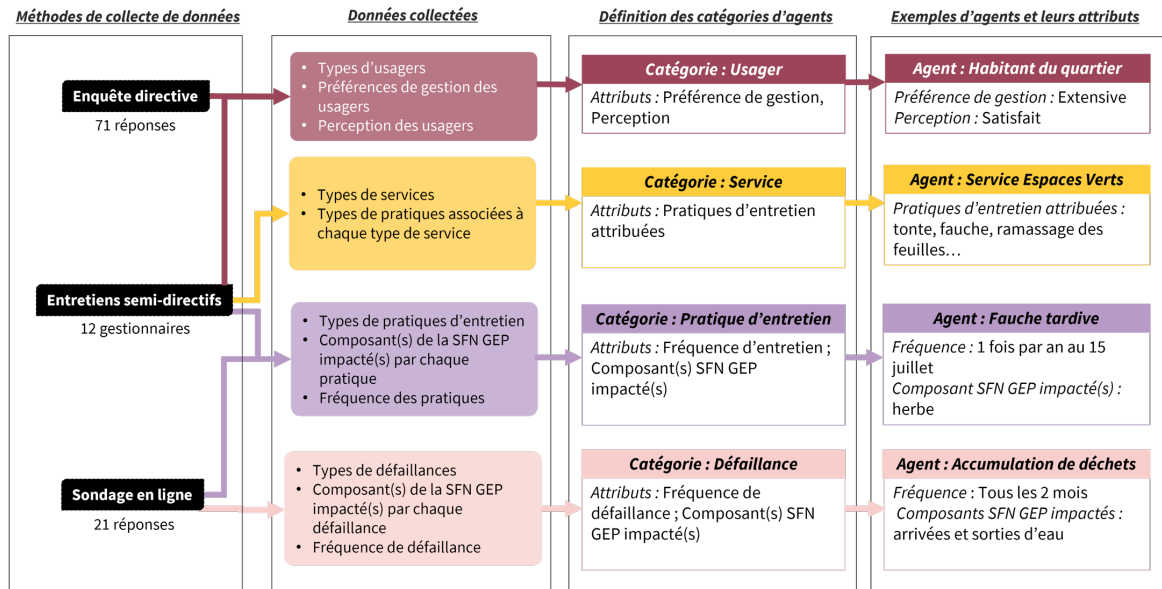 Méthodes de collecte de données
Données collectées
Définition des catégories d'agents
Exemples d'agents et leurs attributs
Enquête directive
71 réponses
• Types d'usagers
• Préférences de gestion des
usagers
• Perception des usagers
Catégorie : Usager
Attributs : Préférence de gestion,
Perception
Agent : Habitant du quartier
Préférence de gestion : Extensive
Perception : Satisfait
• Types de services
• Types de pratiques associées à
chaque type de service
Catégorie : Service
Attributs : Pratiques d'entretien
attribuées
Agent : Service Espaces Verts
Pratiques d'entretien attribuées :
tonte, fauche, ramassage des
feuilles…
Entretiens semi-directifs
12 gestionnaires
• Types de pratiques d'entretien
• Composant(s) de la SFN GEP
impacté(s) par chaque
pratique
• Fréquence des pratiques
Catégorie : Pratique d'entretien
Attributs : Fréquence d'entretien ;
Composant(s) SFN GEP
impacté(s)
Agent : Fauche tardive
Fréquence : 1 fois par an au 15
juillet
Composant SFN GEP impacté(s) :
herbe
Sondage en ligne
21 réponses
• Types de défaillances
• Composant(s) de la SFN GEP
impacté(s) par chaque
défaillance
• Fréquence de défaillance
Catégorie : Défaillance
Attributs : Fréquence de
défaillance ; Composant(s) SFN
GEP impacté(s)
Agent : Accumulation de déchets
Fréquence : Tous les 2 mois
Composants SFN GEP impactés :
arrivées et sorties d'eau